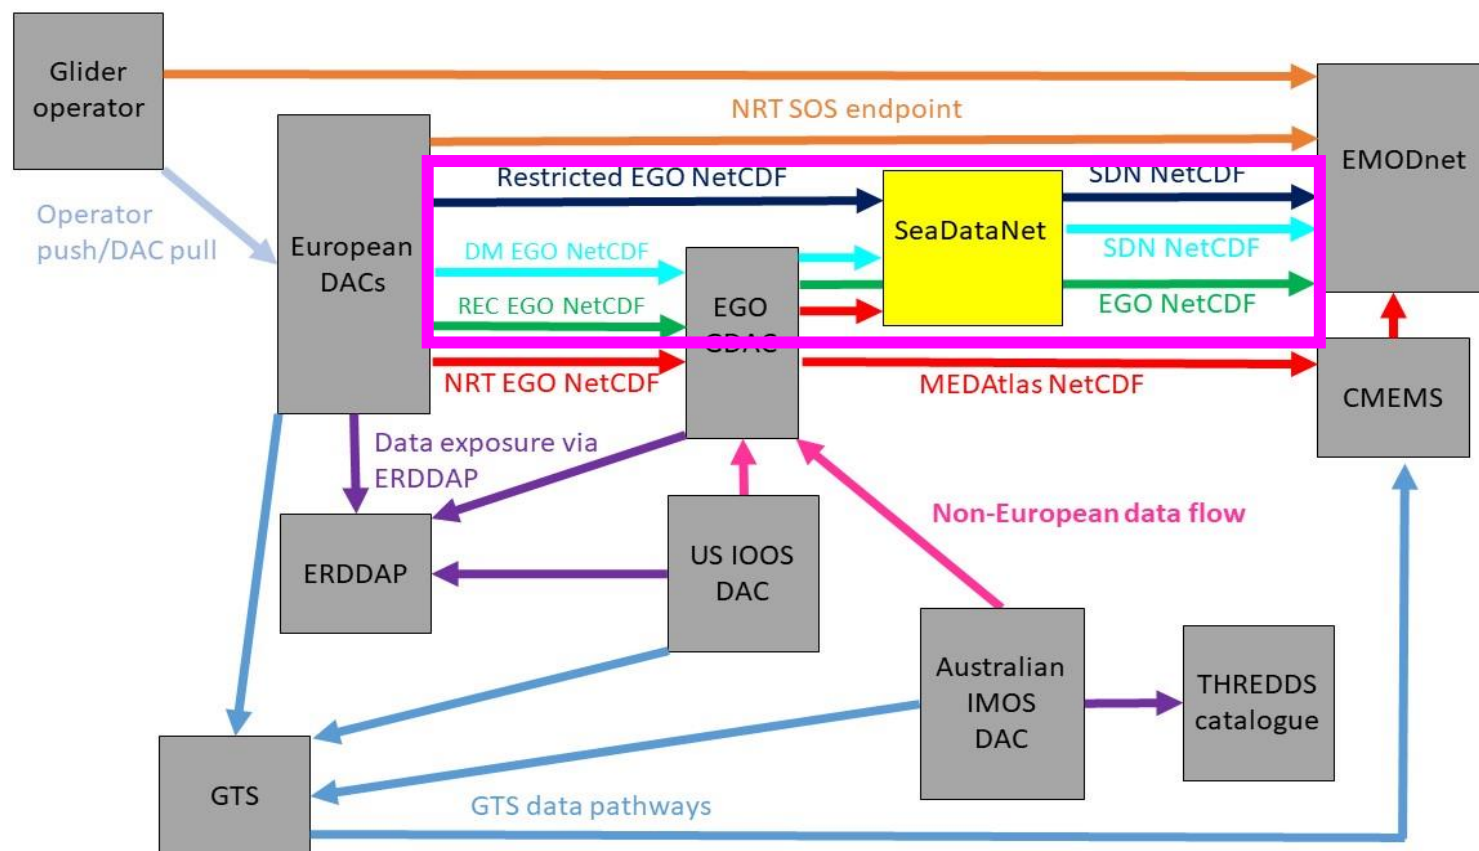 Glider
operator
NRT SOS endpoint
EMODnet
Operator
push/DAC pull
European
DACs
Restricted EGO NetCDF
SDN NetCDF
SeaDataNet
DM EGO NetCDF
SDN NetCDF
REC EGO NetCDF
EGO
GDAC
EGO NetCDF
NRT EGO NetCDF
MEDAtlas NetCDF
CMEMS
Data exposure via
ERDDAP
Non-European data flow
ERDDAP
US IOOS
DAC
Australian
IMOS
DAC
THREDDS
catalogue
GTS
GTS data pathways